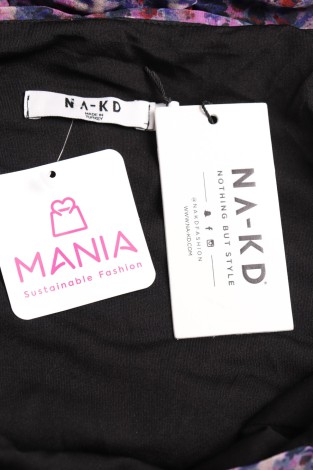 NA-KD
MADE IN
TURKEY
MANIA
Sustainable Fashion
NA-KD
NOTHING BUT STYLE
#NAKDFASHION
WWW.NA-KD.COM